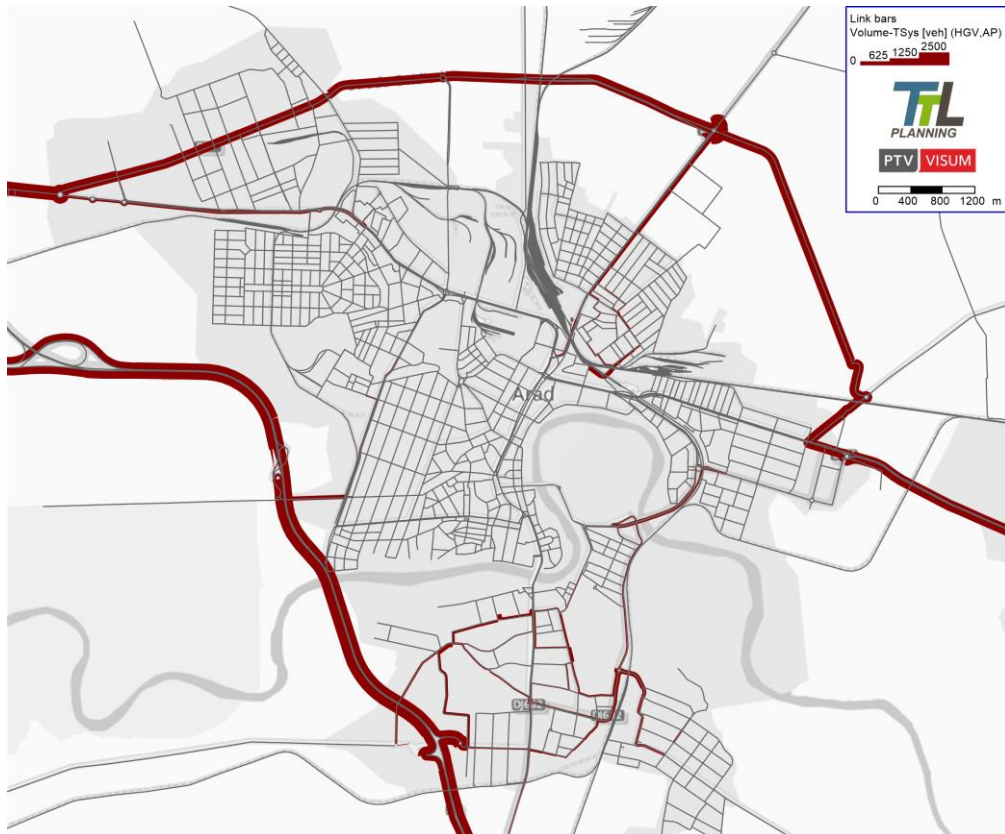 Link bars
Volume-TSys [veh] (HGV,AP)
0 625 1250 2500
TTL
PLANNING
PTV VISUM
0 400 800 1200 m
Arad